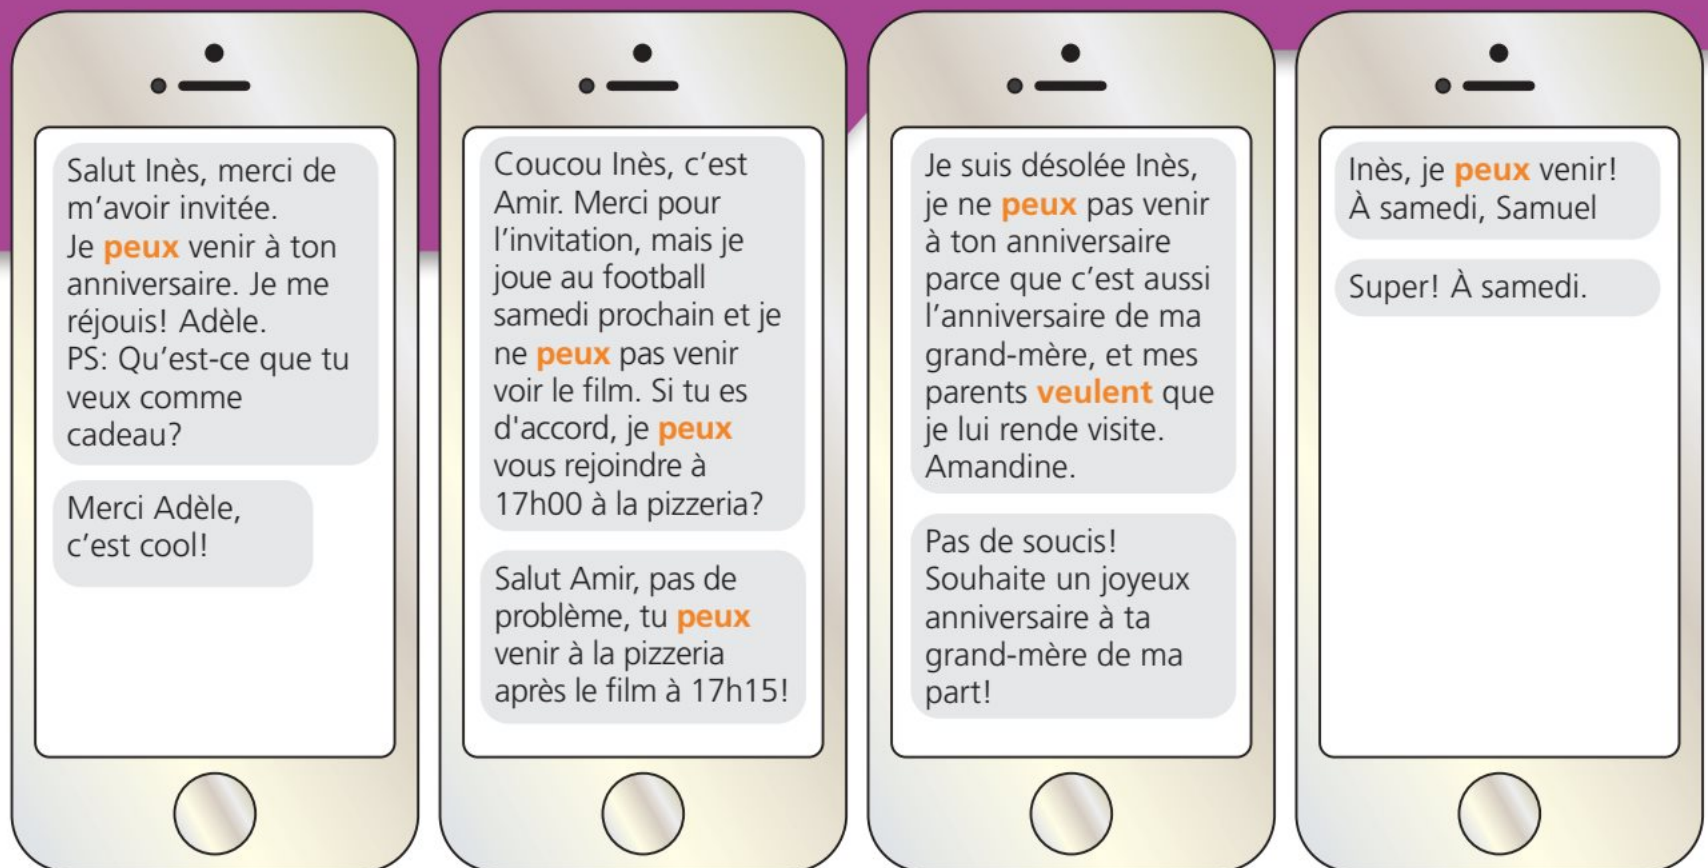 Salut Inès, merci de
m'avoir invitée.
Je peux venir à ton
anniversaire. Je me
réjouis! Adèle.
PS: Qu'est-ce que tu
veux comme
cadeau?
Merci Adèle,
c'est cool!
Coucou Inès, c'est
Amir. Merci pour
l'invitation, mais je
joue au football
samedi prochain et je
ne peux pas venir
voir le film. Si tu es
d'accord, je peux
vous rejoindre à
17h00 à la pizzeria?
Salut Amir, pas de
problème, tu peux
venir à la pizzeria
après le film à 17h15!
Je suis désolée Inès,
je ne peux pas venir
à ton anniversaire
parce que c'est aussi
l'anniversaire de ma
grand-mère, et mes
parents veulent que
je lui rende visite.
Amandine.
Pas de soucis!
Souhaite un joyeux
anniversaire à ta
grand-mère de ma
part!
Inès, je peux venir!
À samedi, Samuel
Super! À samedi.